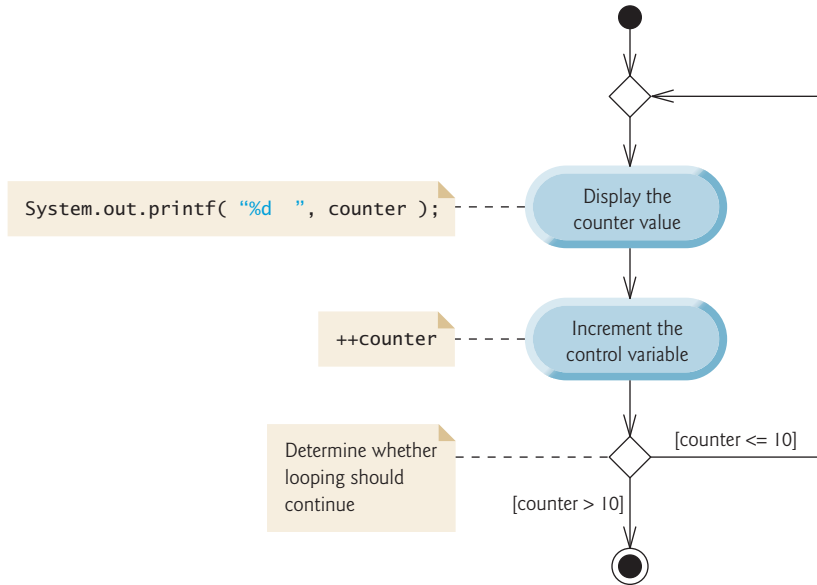 System.out.printf( “%d  ”, counter );
Display the
counter value
++counter
Increment the
control variable
Determine whether
looping should
continue
[counter <= 10]
[counter > 10]